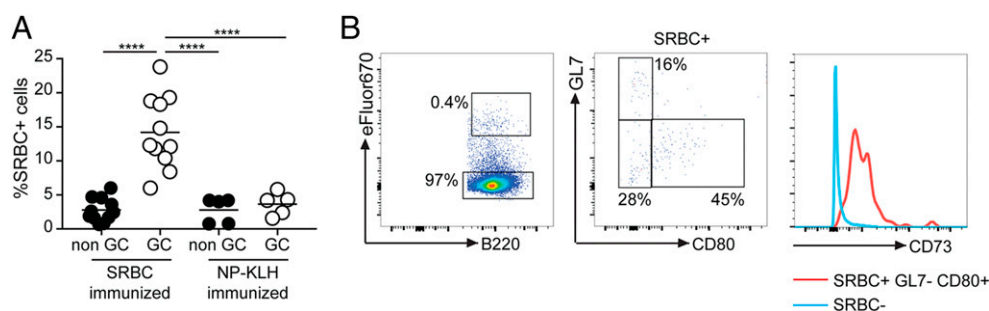 A
%SRBC+ cells
25
20
15
10
5
0
**** **** ****
non GC GC non GC GC
SRBC immunized
NP-KLH immunized
B
eFluor670
0.4%
97%
B220
SRBC+
GL7
16%
28%
45%
CD80
CD73
SRBC+ GL7- CD80+
SRBC-